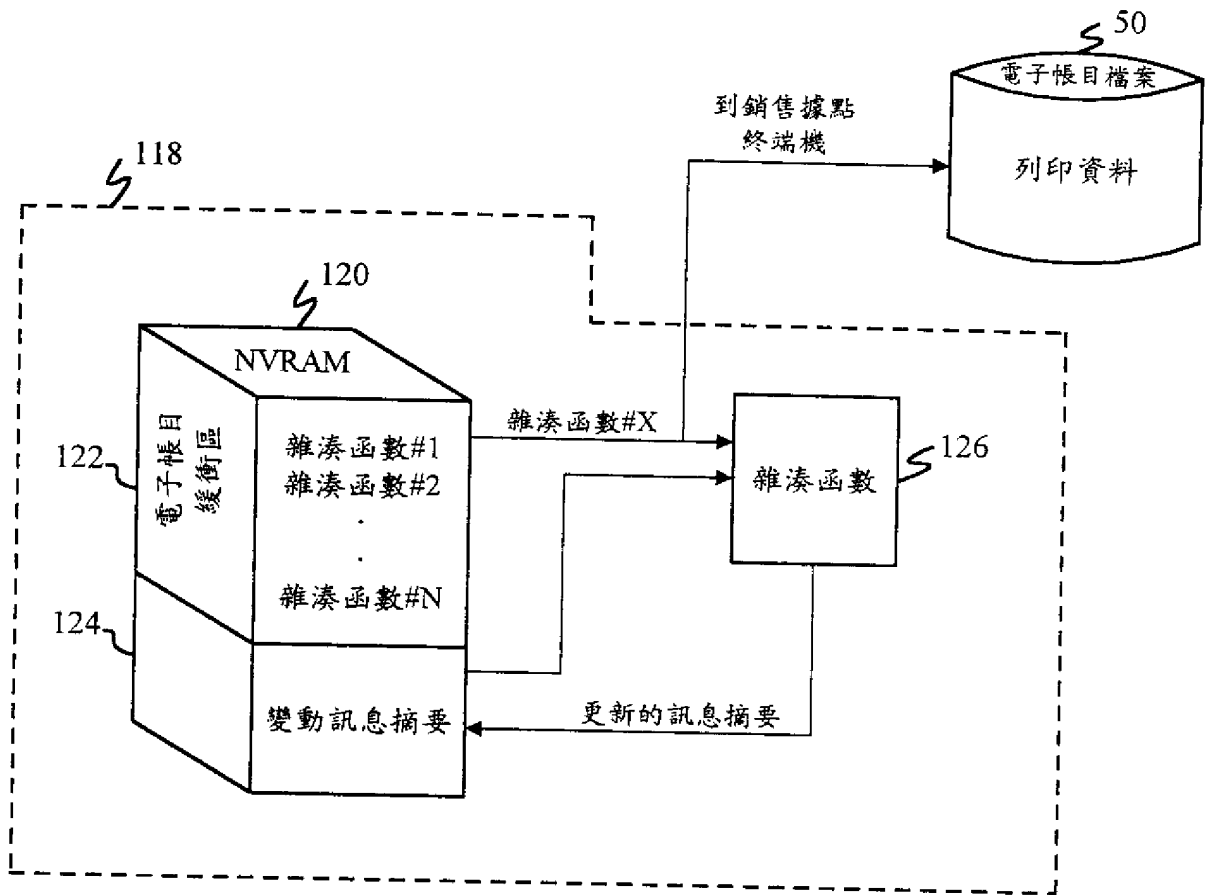 50
電子帳目檔案
到銷售據點
終端機
列印資料
118
120
NVRAM
電子帳目
緩衝區
122
雜湊函數#1
雜湊函數#2
.
.
雜湊函數#N
雜湊函數#X
雜湊函數
126
124
變動訊息摘要
更新的訊息摘要